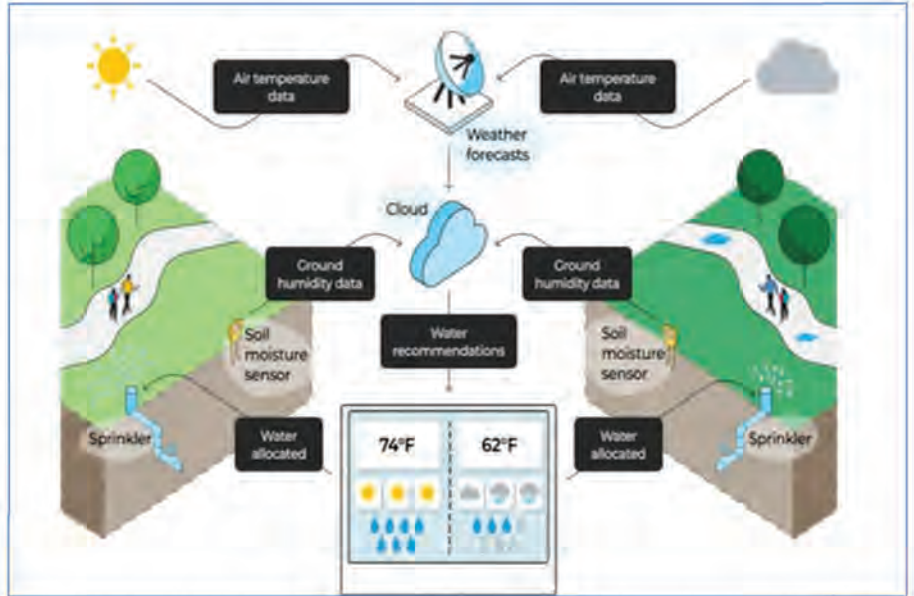 Air temperature
data
Air temperature
data
Weather
forecasts
Cloud
Ground
humidity data
Ground
humidity data
Soil
moisture
sensor
Water
recommendations
Soil
moisture
sensor
Sprinkler
Water
allocated
74°F
62°F
Water
allocated
Sprinkler